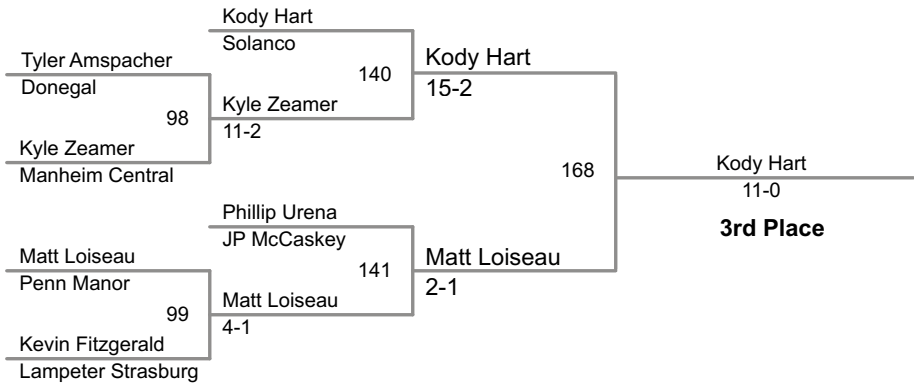 Kody Hart
Solanco
Tyler Amspacher
Donegal
98
Kyle Zeamer
Manheim Central
140
Kyle Zeamer
11-2
Kody Hart
15-2
168
Kody Hart
11-0
3rd Place
Phillip Urena
JP McCaskey
Matt Loiseau
Penn Manor
99
Kevin Fitzgerald
Lampeter Strasburg
141
Matt Loiseau
4-1
Matt Loiseau
2-1